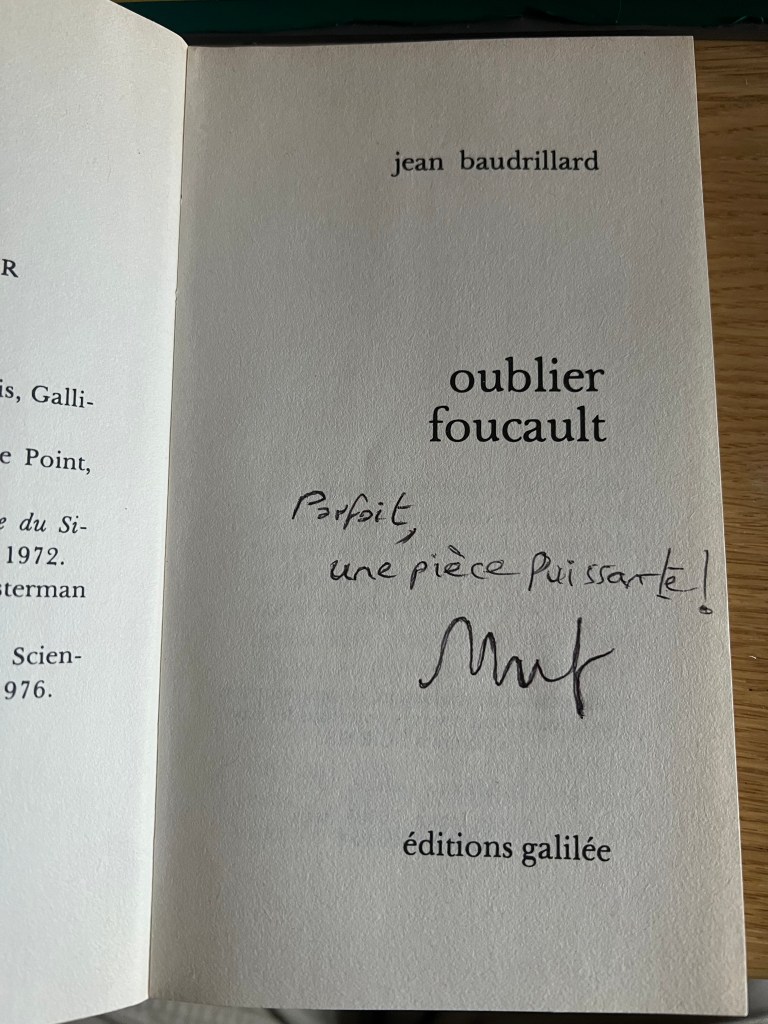 R
is, Galli-
e Point,
e du Si-
1972.
sterman
Scien-
976.
jean baudrillard
oublier
foucault
Parfait,
une pièce Puissante!
éditions galilée